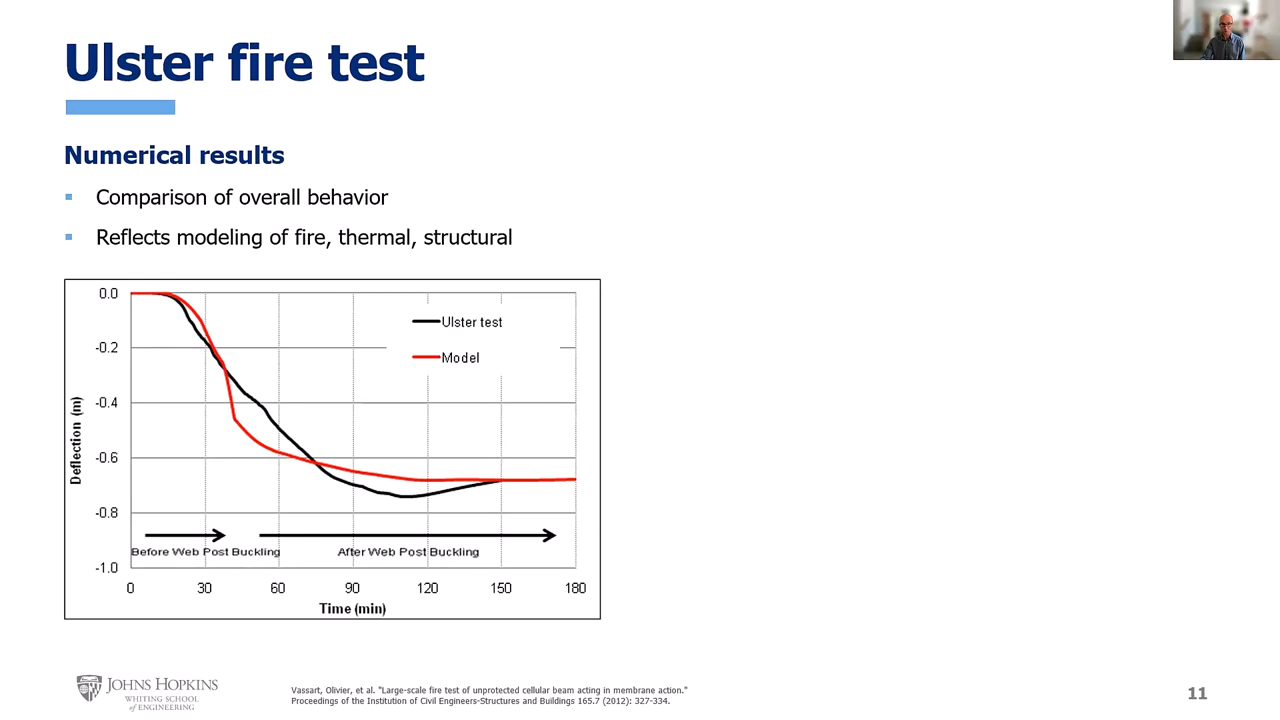 Ulster fire test
Numerical results
Comparison of overall behavior
Reflects modeling of fire, thermal, structural
0.0
-0.2
-0.4
-0.6
-0.8
-1.0
Deflection (m)
Ulster test
Model
Before Web Post Buckling
After Web Post Buckling
0 30 60 90 120 150 180
Time (min)
JOHNS HOPKINS
WHITING SCHOOL
of ENGINEERING
Vassart, Olivier, et al. "Large-scale fire test of unprotected cellular beam acting in membrane action."
Proceedings of the Institution of Civil Engineers-Structures and Buildings 165.7 (2012): 327-334.
11